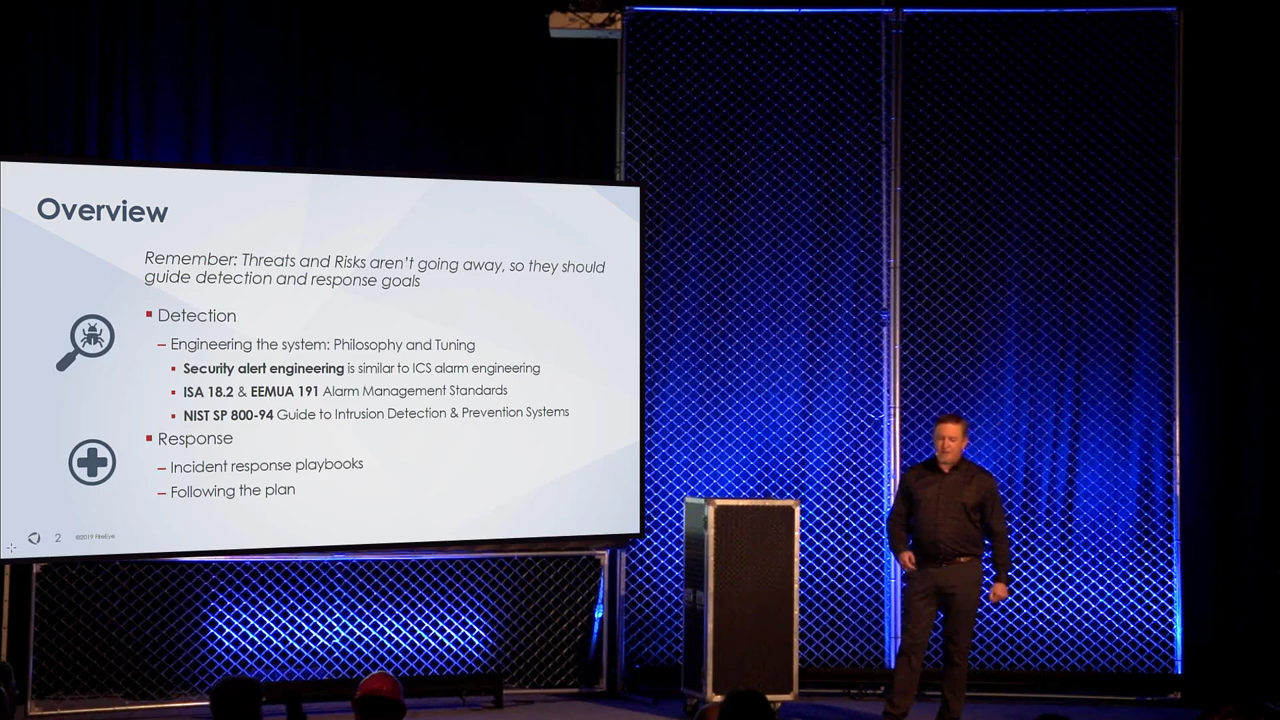 Overview
Remember: Threats and Risks aren't going away, so they should
guide detection and response goals
Detection
– Engineering the system: Philosophy and Tuning
Security alert engineering is similar to ICS alarm engineering
ISA 18.2 & EEMUA 191 Alarm Management Standards
NIST SP 800-94 Guide to Intrusion Detection & Prevention Systems
Response
– Incident response playbooks
– Following the plan
2 ©2019 FireEye